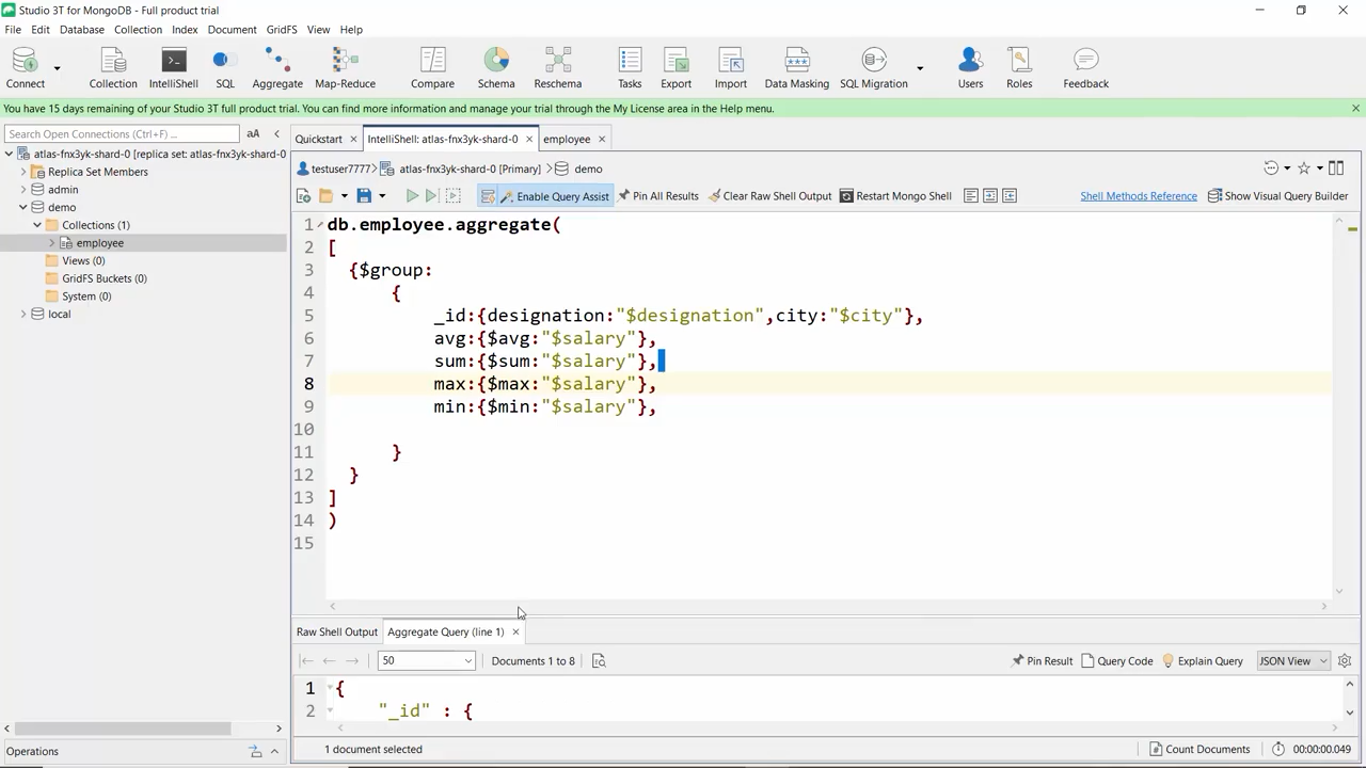 Studio 3T for MongoDB - Full product trial
File Edit Database Collection Index Document GridFS View Help
Connect Collection IntelliShell SQL Aggregate Map-Reduce Compare Schema Reschema Tasks Export Import Data Masking SQL Migration Users Roles Feedback
You have 15 days remaining of your Studio 3T full product trial. You can find more information and manage your trial through the My License area in the Help menu.
Search Open Connections (Ctrl+F) ... aA
atlas-fnx3yk-shard-0 [replica set: atlas-fnx3yk-shard-0
Replica Set Members
admin
demo
Collections (1)
employee
Views (0)
GridFS Buckets (0)
System (0)
local
Operations
Quickstart IntelliShell: atlas-fnx3yk-shard-0 employee
testuser7777 atlas-fnx3yk-shard-0 [Primary] demo
Enable Query Assist Pin All Results Clear Raw Shell Output Restart Mongo Shell Shell Methods Reference Show Visual Query Builder
1 db.employee.aggregate(
2 [
3 {$group:
4 {
5 _id:{designation:"$designation",city:"$city"},
6 avg:{$avg:"$salary"},
7 sum:{$sum:"$salary"},
8 max:{$max:"$salary"},
9 min:{$min:"$salary"},
10
11 }
12 }
13 ]
14 )
15
Raw Shell Output Aggregate Query (line 1)
50 Documents 1 to 8 Pin Result Query Code Explain Query JSON View
1 {
2 "_id" : {
1 document selected Count Documents 00:00:00.049